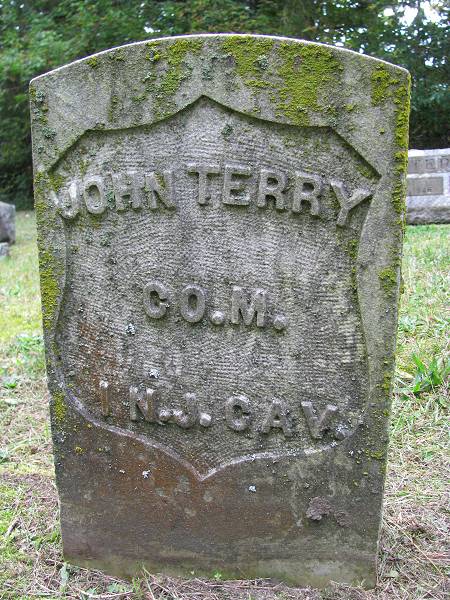 JOHN TERRY
CO. M.
1 N.J. CAV.